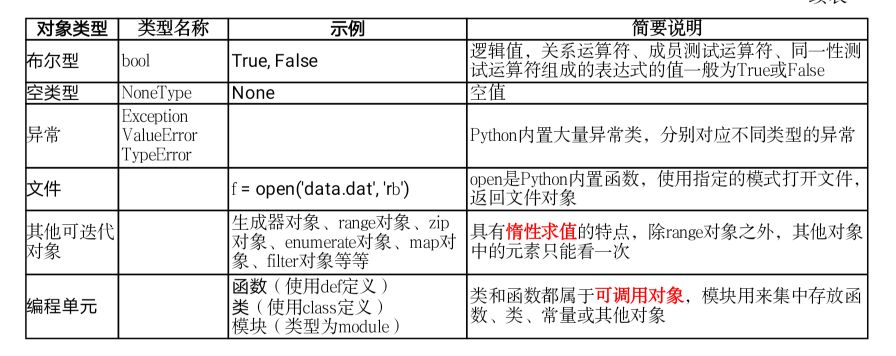 对象类型 类型名称 示例 简要说明
布尔型 bool True, False 逻辑值，关系运算符、成员测试运算符、同一性测
试运算符组成的表达式的值一般为True或False
空类型 NoneType None 空值
异常 Exception
ValueError
TypeError
Python内置大量异常类，分别对应不同类型的异常
文件 f = open('data.dat', 'rb') open是Python内置函数，使用指定的模式打开文件，
返回文件对象
其他可迭代
对象
生成器对象、range对象、zip
对象、enumerate对象、map对
象、filter对象等等
具有惰性求值的特点，除range对象之外，其他对象
中的元素只能看一次
编程单元
函数（使用def定义）
类（使用class定义）
模块（类型为module）
类和函数都属于可调用对象，模块用来集中存放函
数、类、常量或其他对象